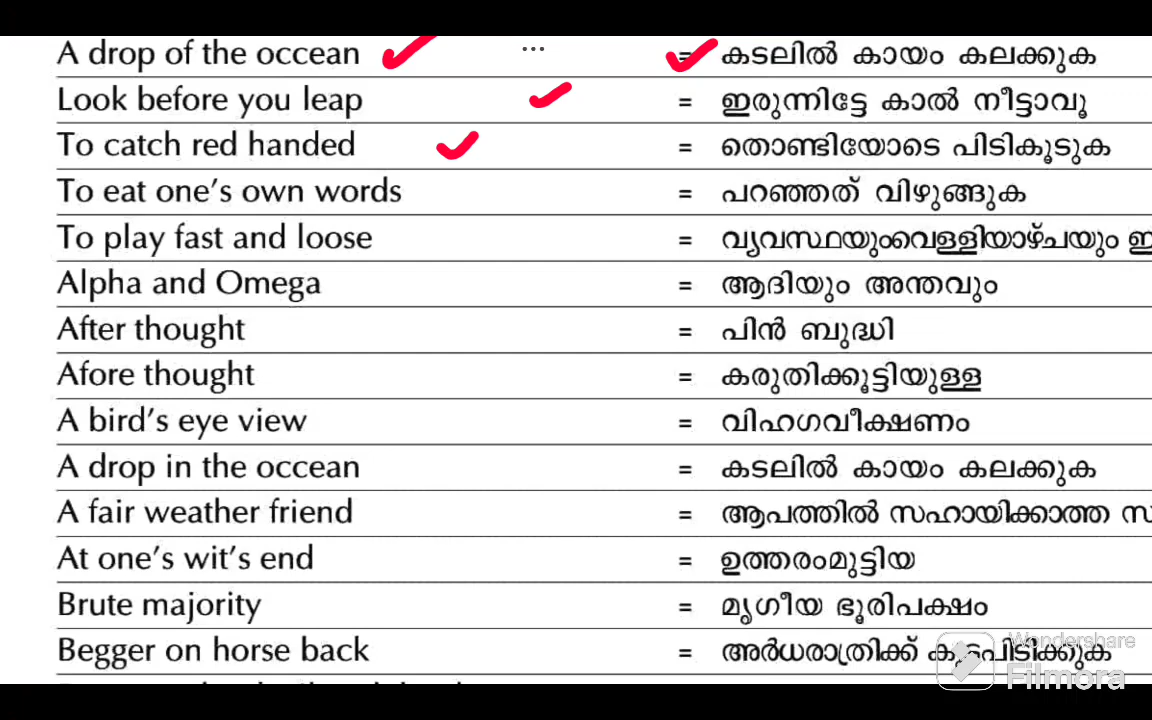 A drop of the occean ... = കടലിൽ കായം കലക്കുക
Look before you leap = ഇരുന്നിട്ടേ കാൽ നീട്ടാവൂ
To catch red handed = തൊണ്ടിയോടെ പിടികൂടുക
To eat one's own words = പറഞ്ഞത് വിഴുങ്ങുക
To play fast and loose = വ്യവസ്ഥയുംവെള്ളിയാഴ്ചയും
Alpha and Omega = ആദിയും അന്തവും
After thought = പിൻ ബുദ്ധി
Afore thought = കരുതിക്കൂട്ടിയുള്ള
A bird's eye view = വിഹഗവീക്ഷണം
A drop in the occean = കടലിൽ കായം കലക്കുക
A fair weather friend = ആപത്തിൽ സഹായിക്കാത്ത
At one's wit's end = ഉത്തരംമുട്ടിയ
Brute majority = മൃഗീയ ഭൂരിപക്ഷം
Begger on horse back = അർധരാത്രിക്ക് കുടപിടിക്കുക
Wondershare
Filmora